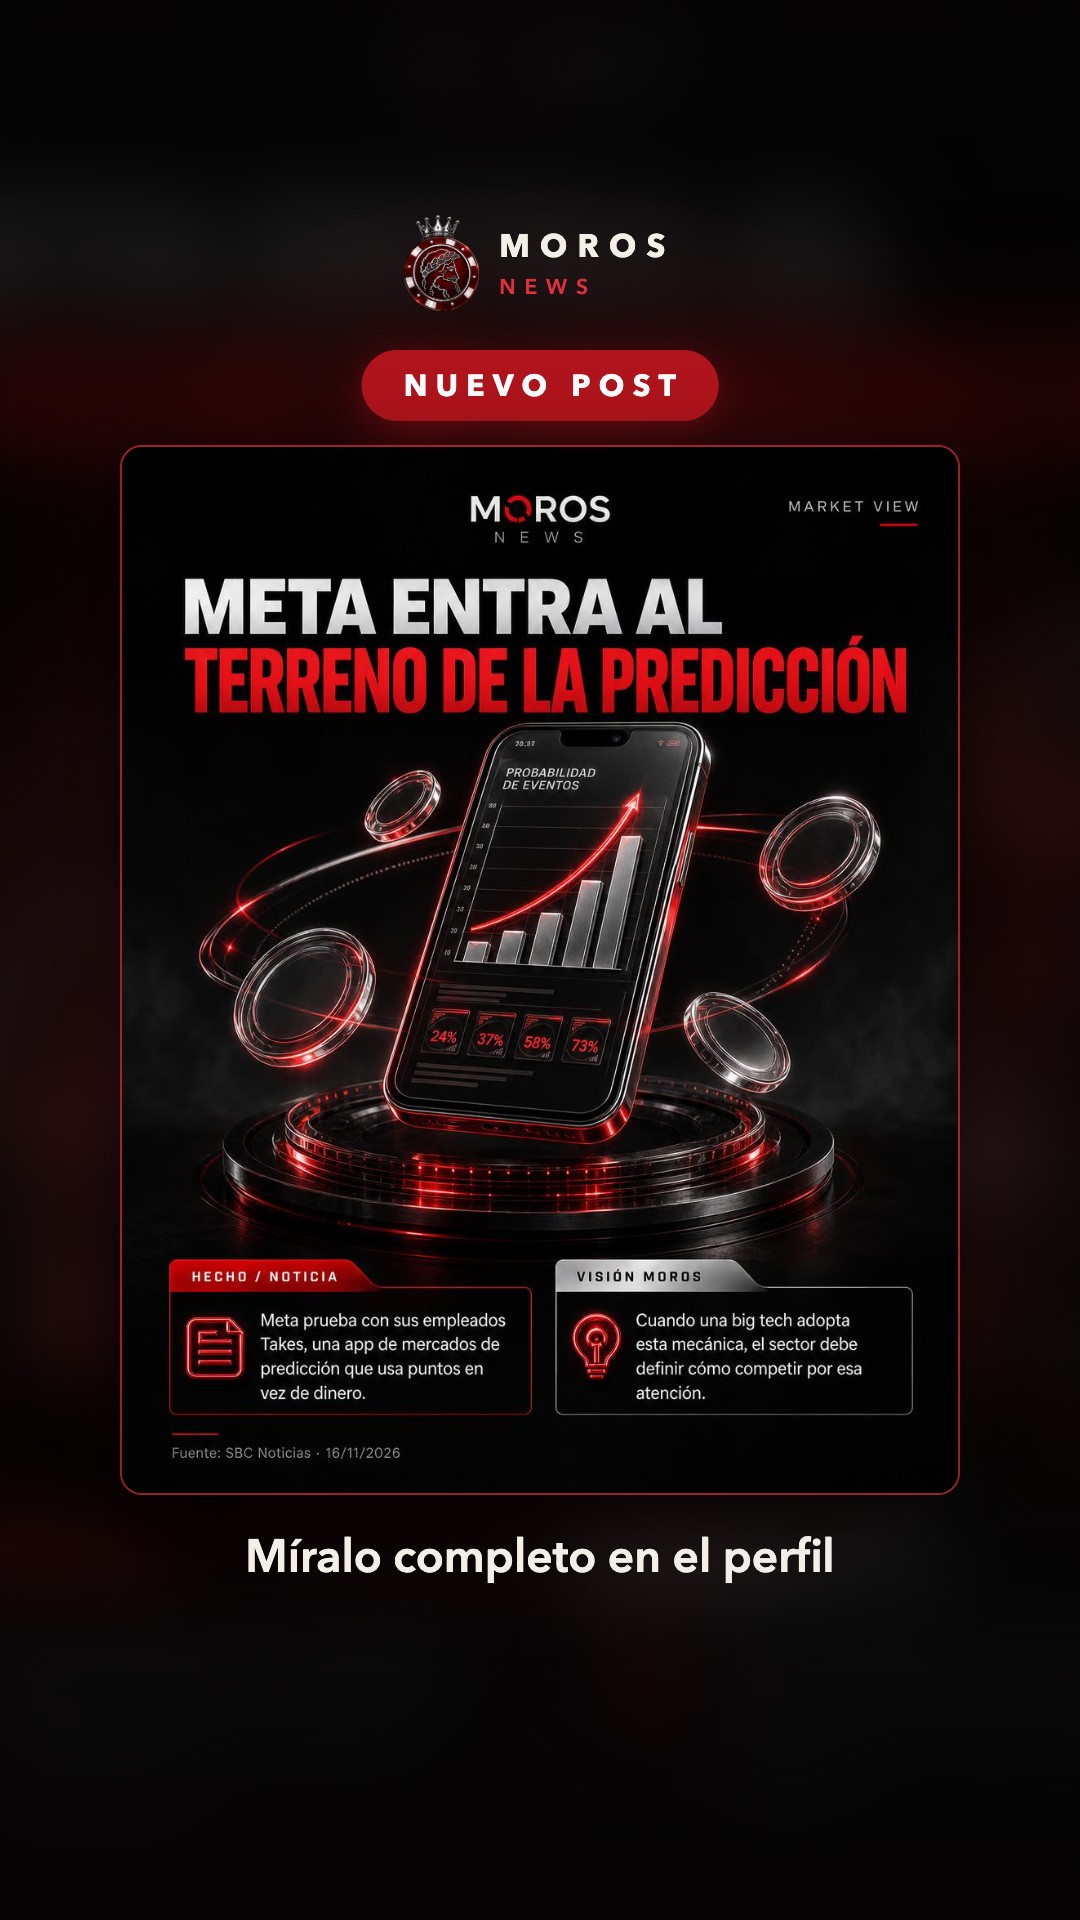 MOROS
NEWS
NUEVO POST
MOROS
NEWS
MARKET VIEW
META ENTRA AL
TERRENO DE LA PREDICCIÓN
PROBABILIDAD
DE EVENTOS
24% 37% 58% 73%
HECHO / NOTICIA
Meta prueba con sus empleados
Takes, una app de mercados de
predicción que usa puntos en
vez de dinero.
VISIÓN MOROS
Cuando una big tech adopta
esta mecánica, el sector debe
definir cómo competir por esa
atención.
Fuente: SBC Noticias · 16/11/2026
Míralo completo en el perfil